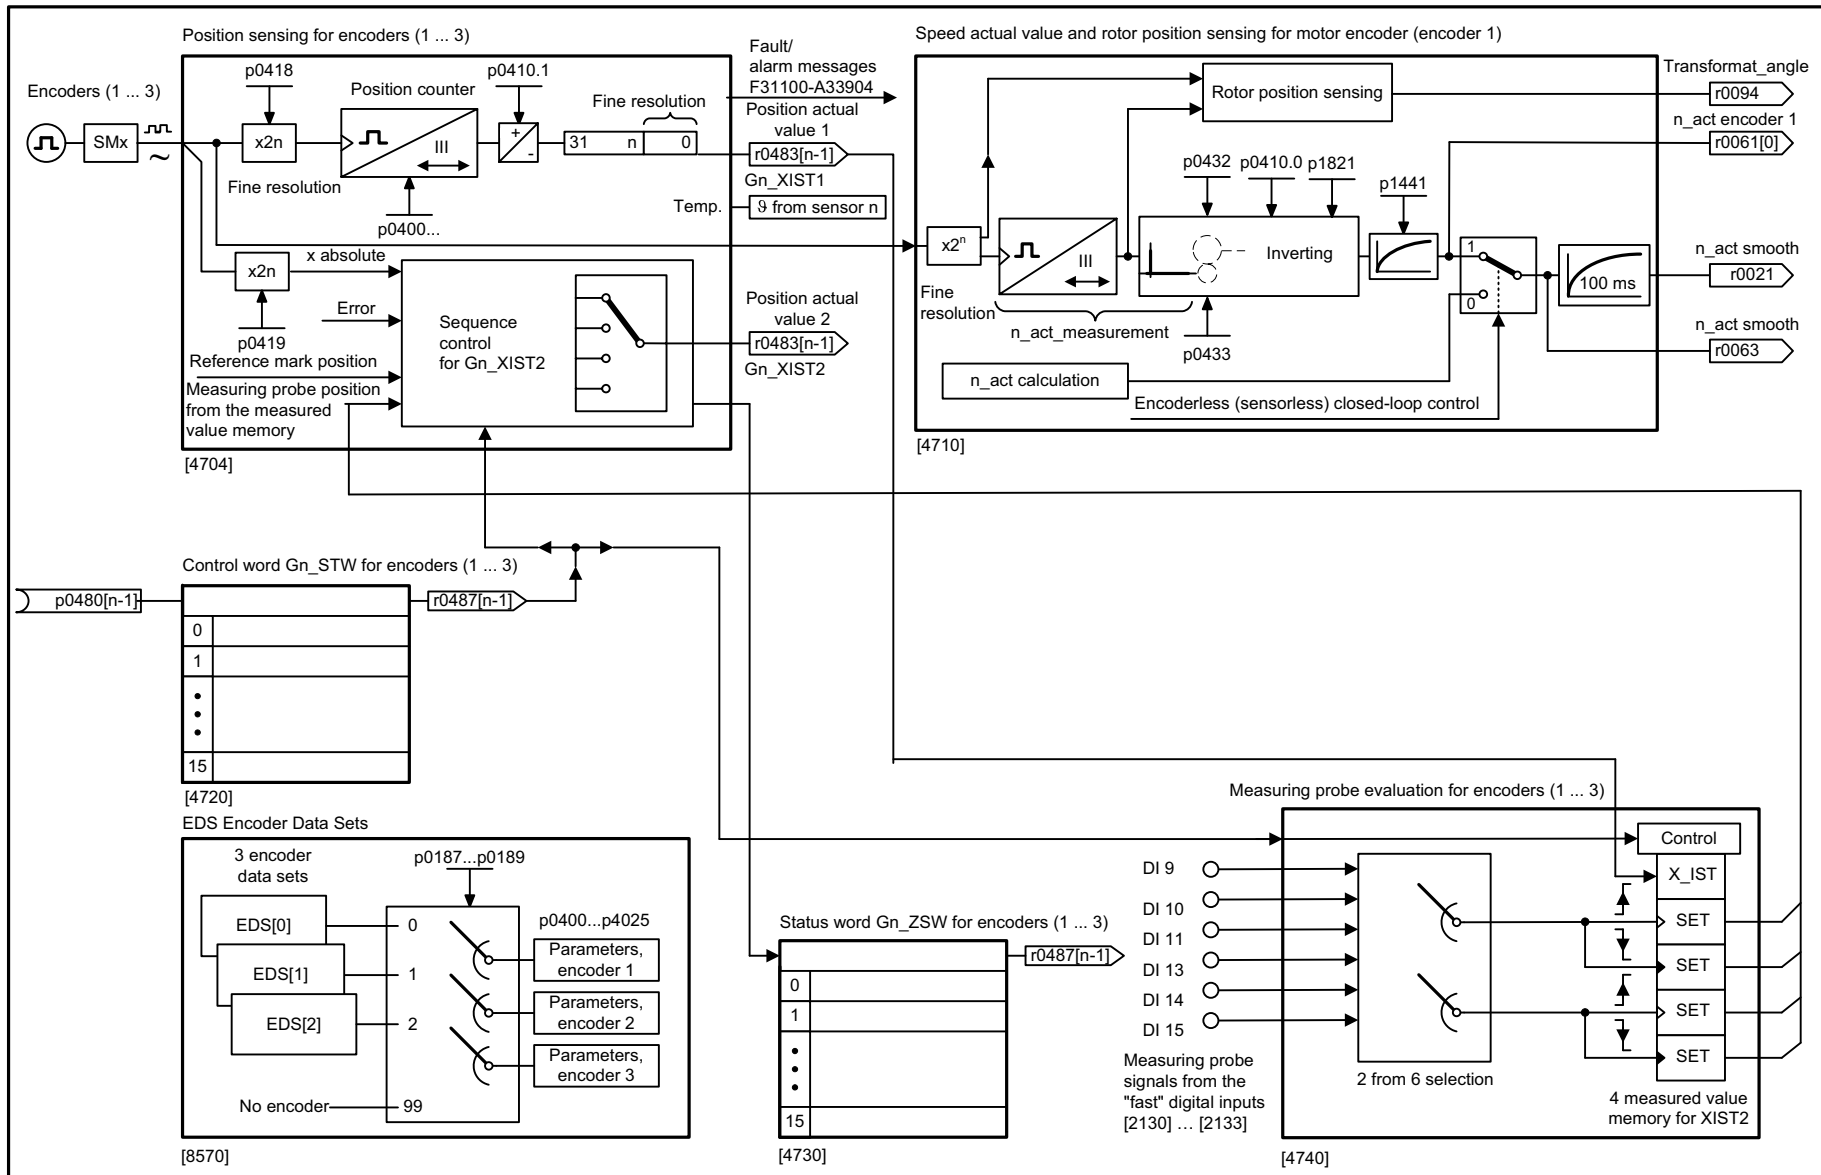 Position sensing for encoders (1 ... 3)
Encoders (1 ... 3)
SMx
p0418
x2n
Fine resolution
Position counter
III
p0400...
p0410.1
+
-
Fine resolution
31 n 0
Fault/
alarm messages
F31100-A33904
Position actual
value 1
r0483[n-1]
Gn_XIST1
Temp.
ϑ from sensor n
x2n
p0419
x absolute
Error
Reference mark position
Measuring probe position
from the measured
value memory
Sequence
control
for Gn_XIST2
Position actual
value 2
r0483[n-1]
Gn_XIST2
[4704]
Speed actual value and rotor position sensing for motor encoder (encoder 1)
Rotor position sensing
Transformat_angle
r0094
n_act encoder 1
r0061[0]
x2ⁿ
Fine
resolution
III
n_act_measurement
p0432
p0410.0
p1821
Inverting
p0433
p1441
1
0
100 ms
n_act smooth
r0021
n_act smooth
r0063
n_act calculation
Encoderless (sensorless) closed-loop control
[4710]
Control word Gn_STW for encoders (1 ... 3)
p0480[n-1]
r0487[n-1]
0
1
15
[4720]
EDS Encoder Data Sets
3 encoder
data sets
EDS[0]
EDS[1]
EDS[2]
p0187...p0189
0
1
2
No encoder
99
p0400...p4025
Parameters,
encoder 1
Parameters,
encoder 2
Parameters,
encoder 3
[8570]
Status word Gn_ZSW for encoders (1 ... 3)
r0487[n-1]
0
1
15
[4730]
Measuring probe evaluation for encoders (1 ... 3)
DI 9
DI 10
DI 11
DI 13
DI 14
DI 15
Measuring probe
signals from the
"fast" digital inputs
[2130] … [2133]
2 from 6 selection
Control
X_IST
SET
SET
SET
SET
4 measured value
memory for XIST2
[4740]